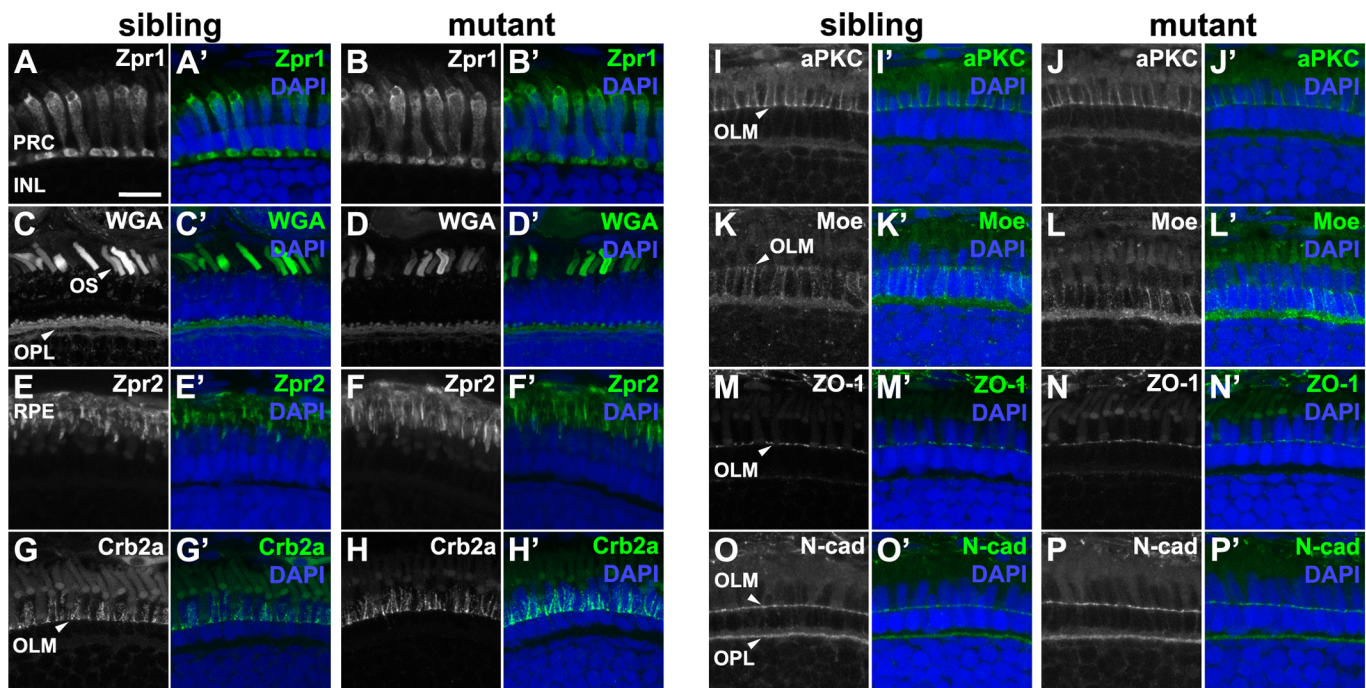 sibling mutant sibling mutant
A Zpr1 A’ Zpr1 B Zpr1 B’ Zpr1 I aPKC I’ aPKC J aPKC J’ aPKC
DAPI DAPI DAPI DAPI
OLM
PRC
INL
C WGA C’ WGA D WGA D’ WGA K Moe K’ Moe L Moe L’ Moe
DAPI DAPI OLM DAPI DAPI
OS
OPL
E Zpr2 E’ Zpr2 F Zpr2 F’ Zpr2 M ZO-1 M’ ZO-1 N ZO-1 N’ ZO-1
RPE DAPI DAPI DAPI DAPI
OLM
G Crb2a G’ Crb2a H Crb2a H’ Crb2a O N-cad O’ N-cad P N-cad P’ N-cad
DAPI DAPI OLM DAPI DAPI
OLM
OPL